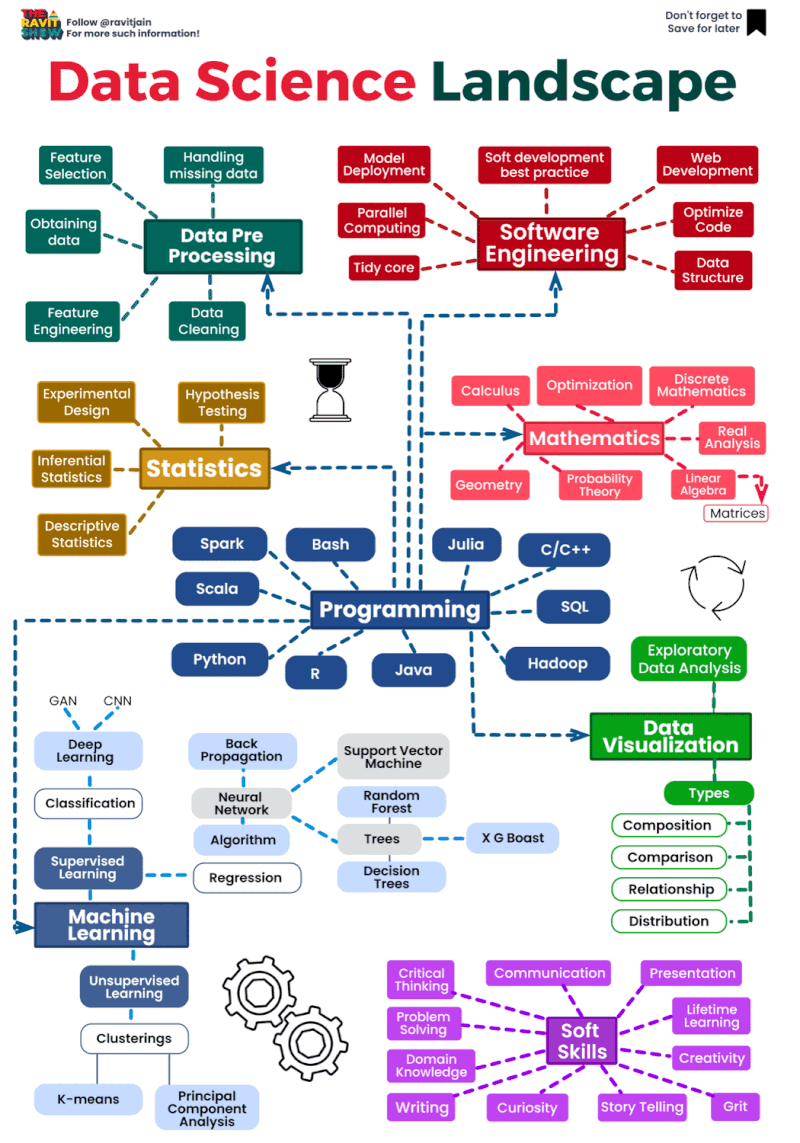 THE
RAVIT
SHOW
Follow @ravitjain
For more such information!
Don't forget to
Save for later
Data Science Landscape
Feature
Selection
Handling
missing data
Obtaining
data
Data Pre
Processing
Feature
Engineering
Data
Cleaning
Model
Deployment
Soft development
best practice
Web
Development
Parallel
Computing
Software
Engineering
Optimize
Code
Tidy core
Data
Structure
Experimental
Design
Hypothesis
Testing
Inferential
Statistics
Statistics
Descriptive
Statistics
Calculus
Optimization
Discrete
Mathematics
Mathematics
Real
Analysis
Geometry
Probability
Theory
Linear
Algebra
Matrices
Spark
Bash
Julia
C/C++
Scala
Programming
SQL
Python
R
Java
Hadoop
Exploratory
Data Analysis
Data
Visualization
Types
Composition
Comparison
Relationship
Distribution
GAN
CNN
Deep
Learning
Classification
Supervised
Learning
Regression
Back
Propagation
Neural
Network
Algorithm
Support Vector
Machine
Random
Forest
Trees
X G Boast
Decision
Trees
Machine
Learning
Unsupervised
Learning
Clusterings
K-means
Principal
Component
Analysis
Critical
Thinking
Communication
Presentation
Problem
Solving
Soft
Skills
Lifetime
Learning
Domain
Knowledge
Creativity
Writing
Curiosity
Story Telling
Grit